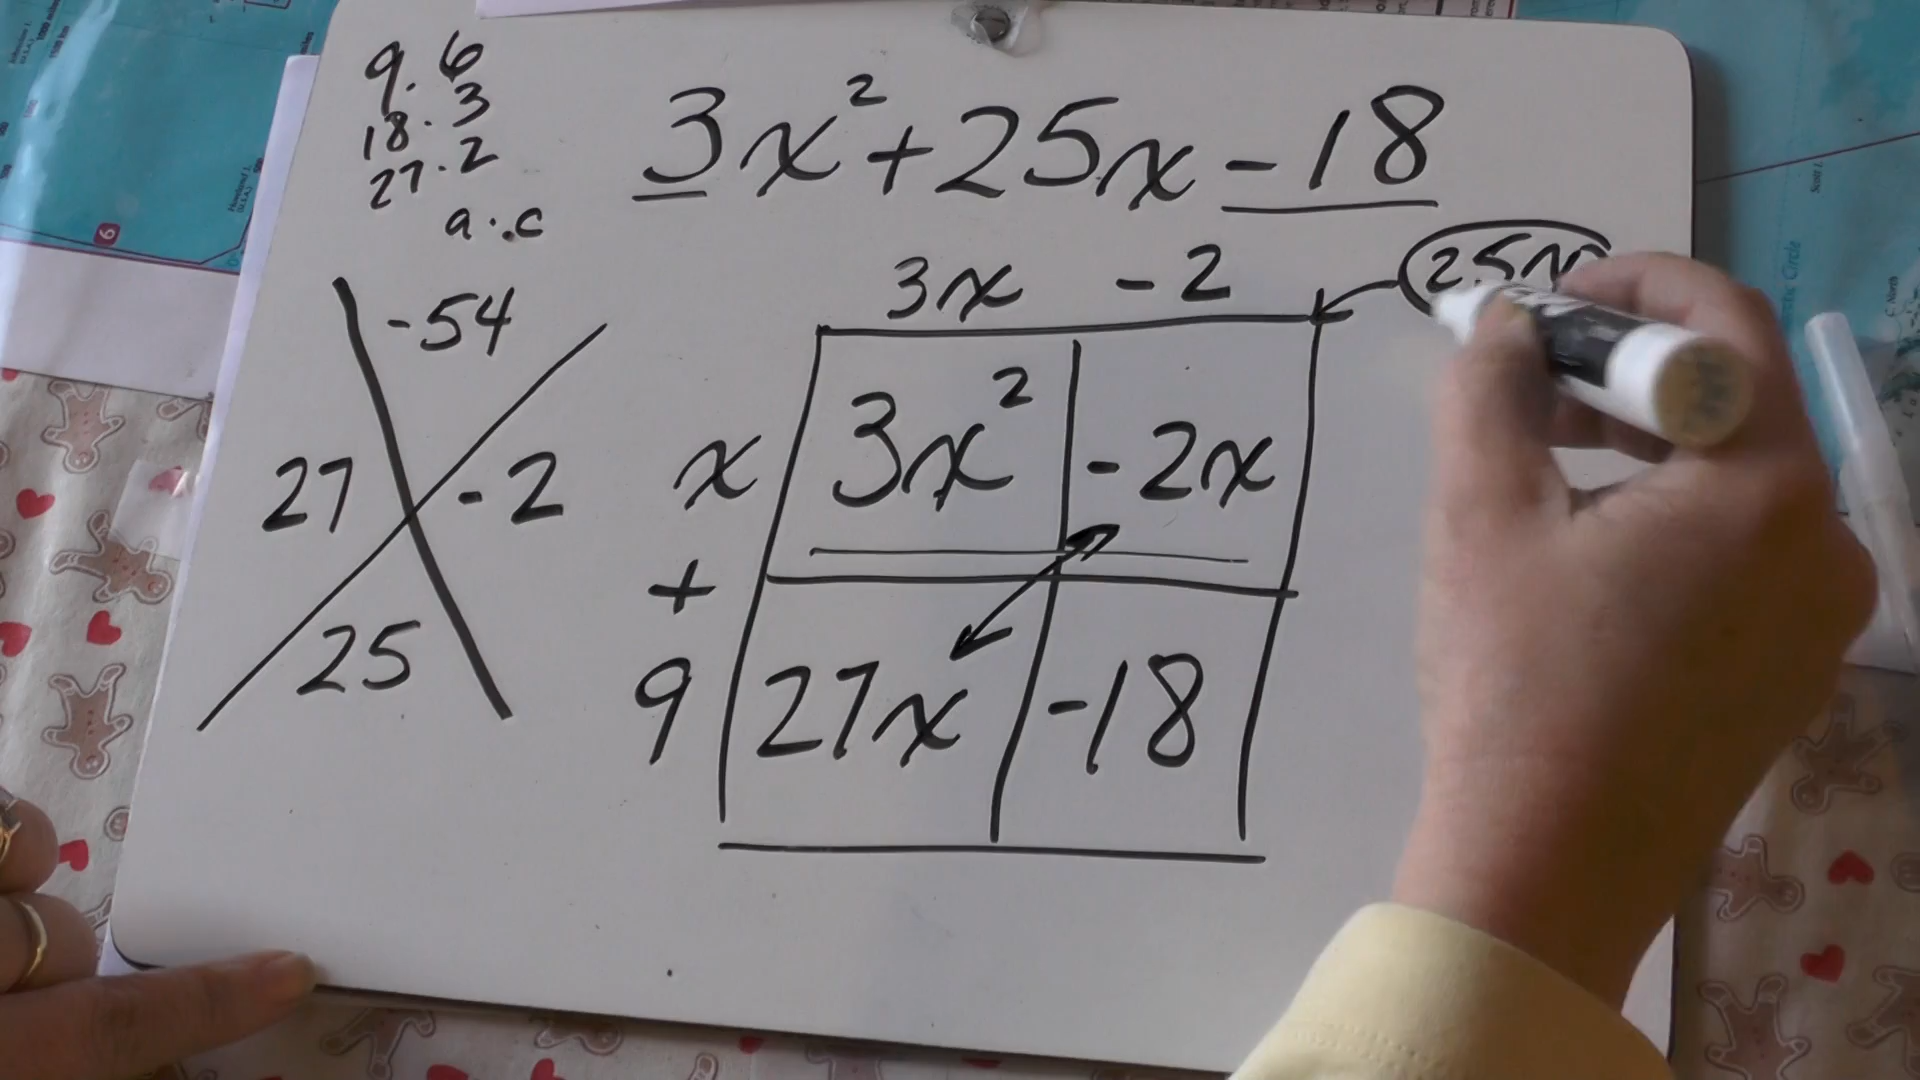 9.6
18.3
27.2
a..c
3x²+25x-18
-54
27
-2
25
3x -2
25x
x
3x²
-2x
+
9
27x
-18
6